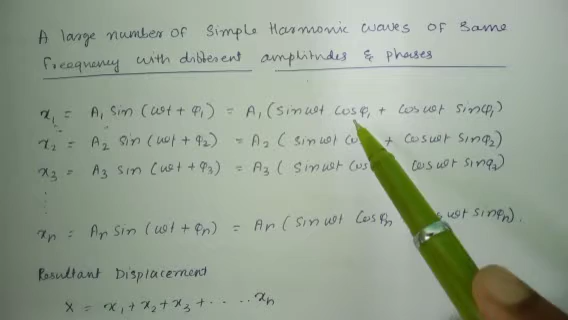 A large number of Simple Harmonic waves of same
frequency with different amplitudes & phases
x₁ = A₁ sin (ωt + φ₁) = A₁ (sinωt cosφ₁ + cosωt sinφ₁)
x₂ = A₂ sin (ωt + φ₂) = A₂ ( sinωt + cosωt sinφ₂)
x₃ = A₃ sin (ωt + φ₃) = A₃ ( sinωt cosωt
⋮
xₙ = Aₙ sin (ωt + φₙ) = Aₙ ( sinωt cosφₙ sinφₙ).
Resultant Displacement
X = x₁ + x₂ + x₃ + . . . . . xₙ